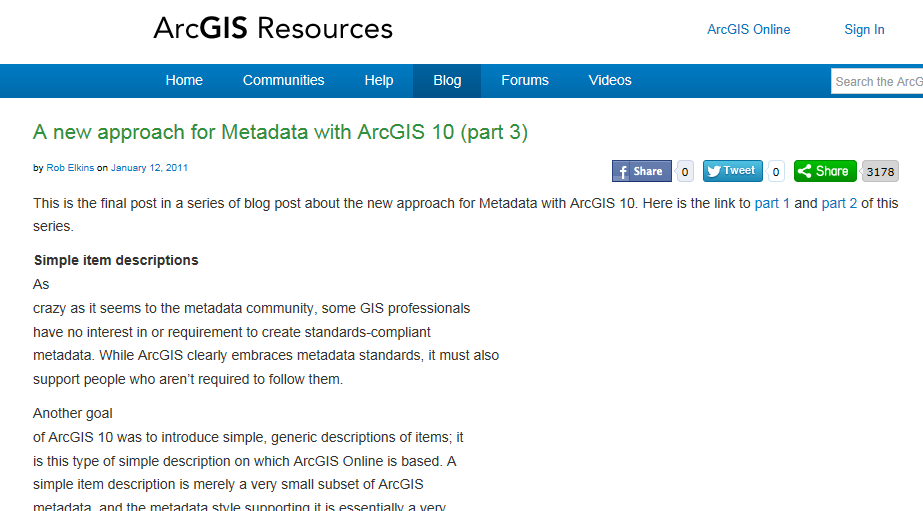 ArcGIS Resources
ArcGIS Online
Sign In
Home
Communities
Help
Blog
Forums
Videos
Search the ArcG
A new approach for Metadata with ArcGIS 10 (part 3)
by Rob Elkins on January 12, 2011
Share
0
Tweet
0
Share
3178
This is the final post in a series of blog post about the new approach for Metadata with ArcGIS 10. Here is the link to part 1 and part 2 of this
series.
Simple item descriptions
As
crazy as it seems to the metadata community, some GIS professionals
have no interest in or requirement to create standards-compliant
metadata. While ArcGIS clearly embraces metadata standards, it must also
support people who aren’t required to follow them.
Another goal
of ArcGIS 10 was to introduce simple, generic descriptions of items; it
is this type of simple description on which ArcGIS Online is based. A
simple item description is merely a very small subset of ArcGIS
metadata, and the metadata style supporting it is essentially a very